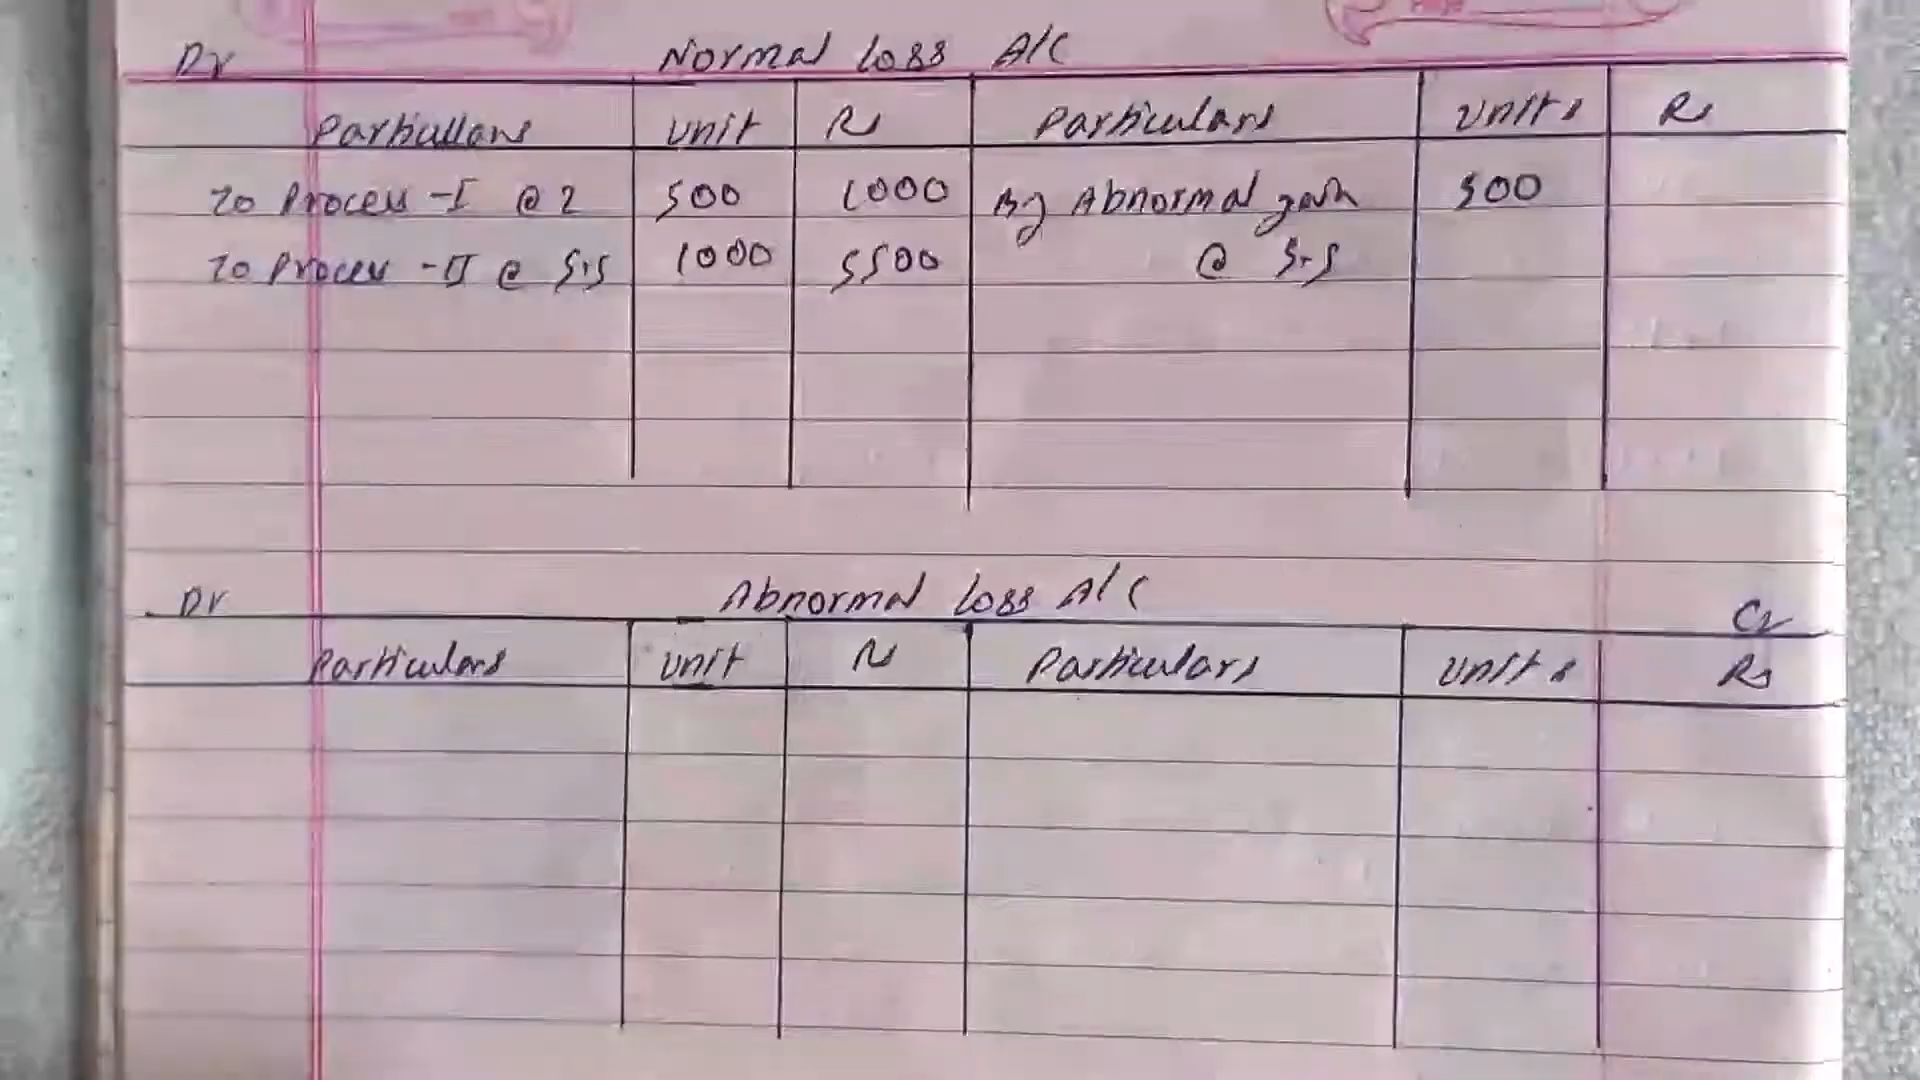 Dr Normal Loss A/C
Particullars Unit Rs Particulars Units Rs
To Process -I @ 2 500 1000 By Abnormal gain 500
To Process -II @ 5.5 1000 5500 @ 5.5
Dr Abnormal Loss A/C Cr
Particulars Unit Rs Particulars Units Rs